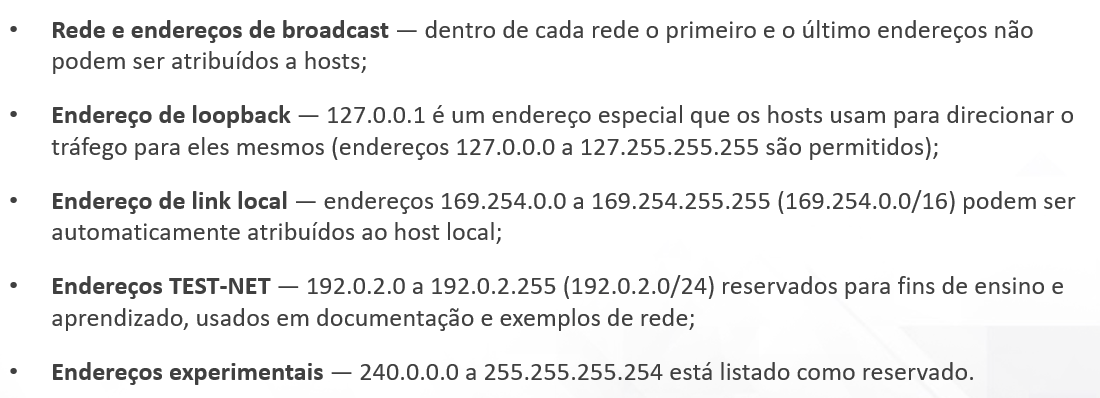 • Rede e endereços de broadcast — dentro de cada rede o primeiro e o último endereços não
podem ser atribuídos a hosts;
• Endereço de loopback — 127.0.0.1 é um endereço especial que os hosts usam para direcionar o
tráfego para eles mesmos (endereços 127.0.0.0 a 127.255.255.255 são permitidos);
• Endereço de link local — endereços 169.254.0.0 a 169.254.255.255 (169.254.0.0/16) podem ser
automaticamente atribuídos ao host local;
• Endereços TEST-NET — 192.0.2.0 a 192.0.2.255 (192.0.2.0/24) reservados para fins de ensino e
aprendizado, usados em documentação e exemplos de rede;
• Endereços experimentais — 240.0.0.0 a 255.255.255.254 está listado como reservado.